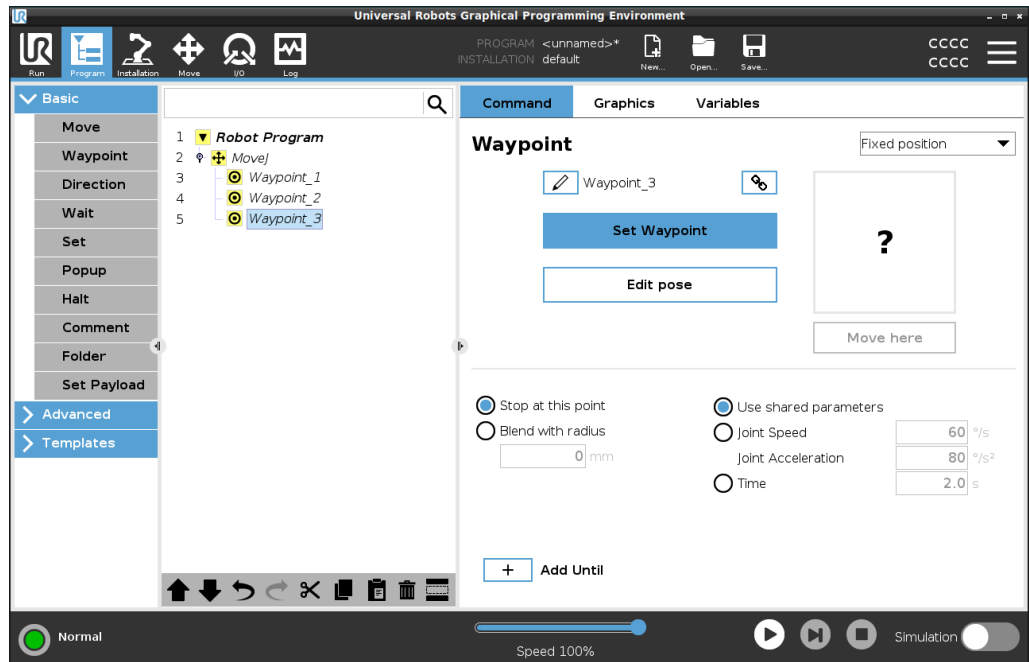 Universal Robots Graphical Programming Environment
UR
Run
Program
Installation
Move
I/O
Log
PROGRAM <unnamed>*
INSTALLATION default
New...
Open...
Save...
CCCC
CCCC
Basic
Move
Waypoint
Direction
Wait
Set
Popup
Halt
Comment
Folder
Set Payload
Advanced
Templates
1 Robot Program
2 MoveJ
3 Waypoint_1
4 Waypoint_2
5 Waypoint_3
Command Graphics Variables
Waypoint
Fixed position
Waypoint_3
Set Waypoint
Edit pose
?
Move here
Stop at this point
Blend with radius
0 mm
Use shared parameters
Joint Speed 60 °/s
Joint Acceleration 80 °/s²
Time 2.0 s
+ Add Until
Normal
Speed 100%
Simulation